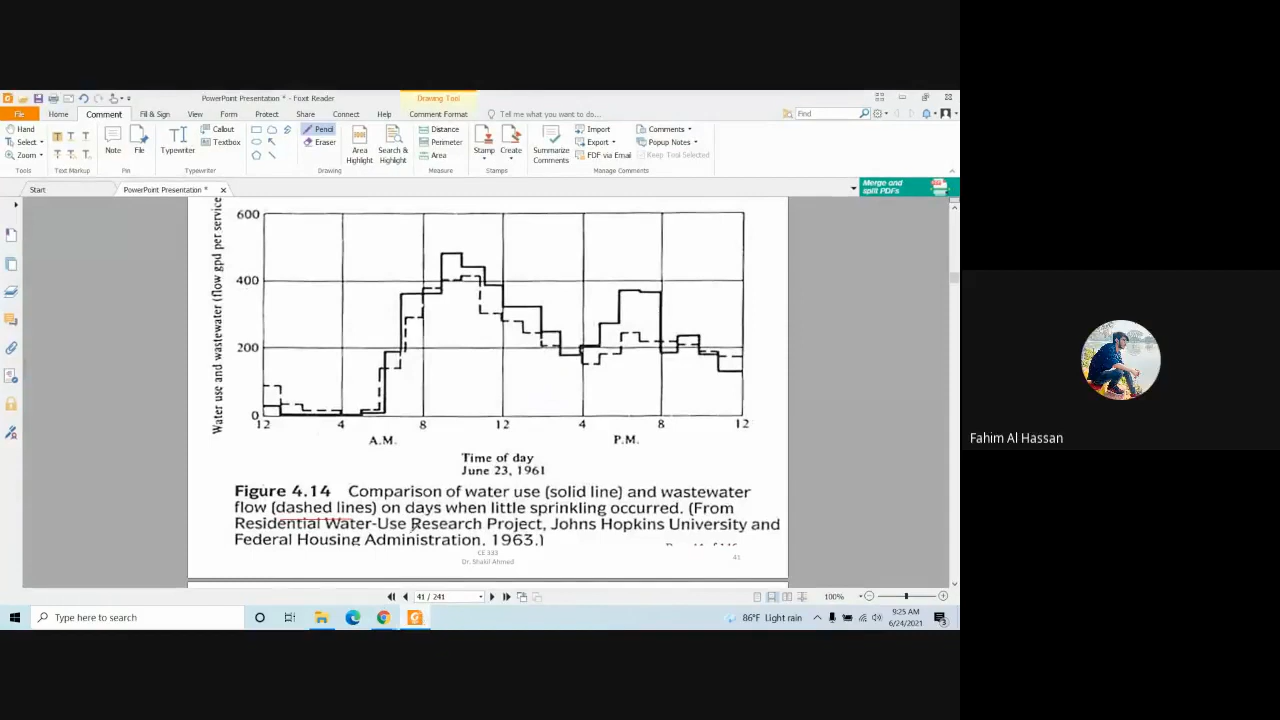 PowerPoint Presentation * - Foxit Reader
Drawing Tool
File Home Comment Fill & Sign View Form Protect Share Connect Help Comment Format Tell me what you want to do... Find
Hand
Select
Zoom
Tools
Text Markup
Note
File
Pin
Typewriter
Callout
Textbox
Typewriter
Pencil
Eraser
Drawing
Area Highlight
Search & Highlight
Distance
Perimeter
Area
Measure
Stamp
Create
Stamps
Summarize Comments
Import
Export
FDF via Email
Comments
Popup Notes
Keep Tool Selected
Manage Comments
Start
PowerPoint Presentation *
Merge and split PDFs
Water use and wastewater (flow gpd per service
600
400
200
0
12 4 8 12 4 8 12
A.M. P.M.
Time of day
June 23, 1961
Figure 4.14 Comparison of water use (solid line) and wastewater
flow (dashed lines) on days when little sprinkling occurred. (From
Residential Water-Use Research Project, Johns Hopkins University and
Federal Housing Administration, 1963.)
CE 333
Dr. Shakil Ahmed
41
41 / 241
100%
Type here to search
86°F Light rain
9:25 AM
6/24/2021
3
Fahim Al Hassan